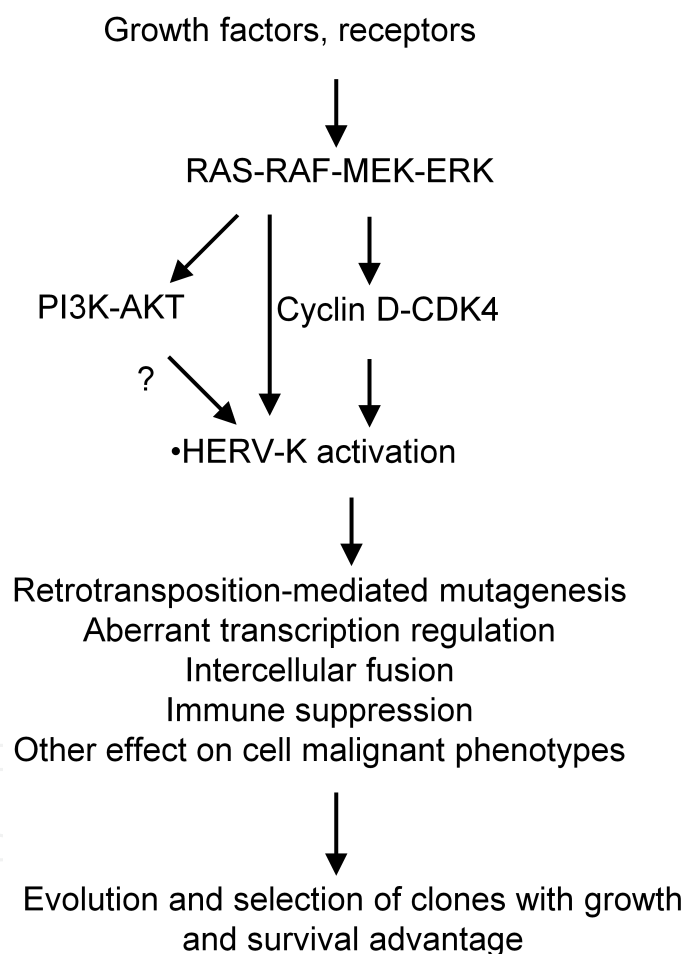 Growth factors, receptors
RAS-RAF-MEK-ERK
PI3K-AKT
Cyclin D-CDK4
?
•HERV-K activation
Retrotransposition-mediated mutagenesis
Aberrant transcription regulation
Intercellular fusion
Immune suppression
Other effect on cell malignant phenotypes
Evolution and selection of clones with growth
and survival advantage